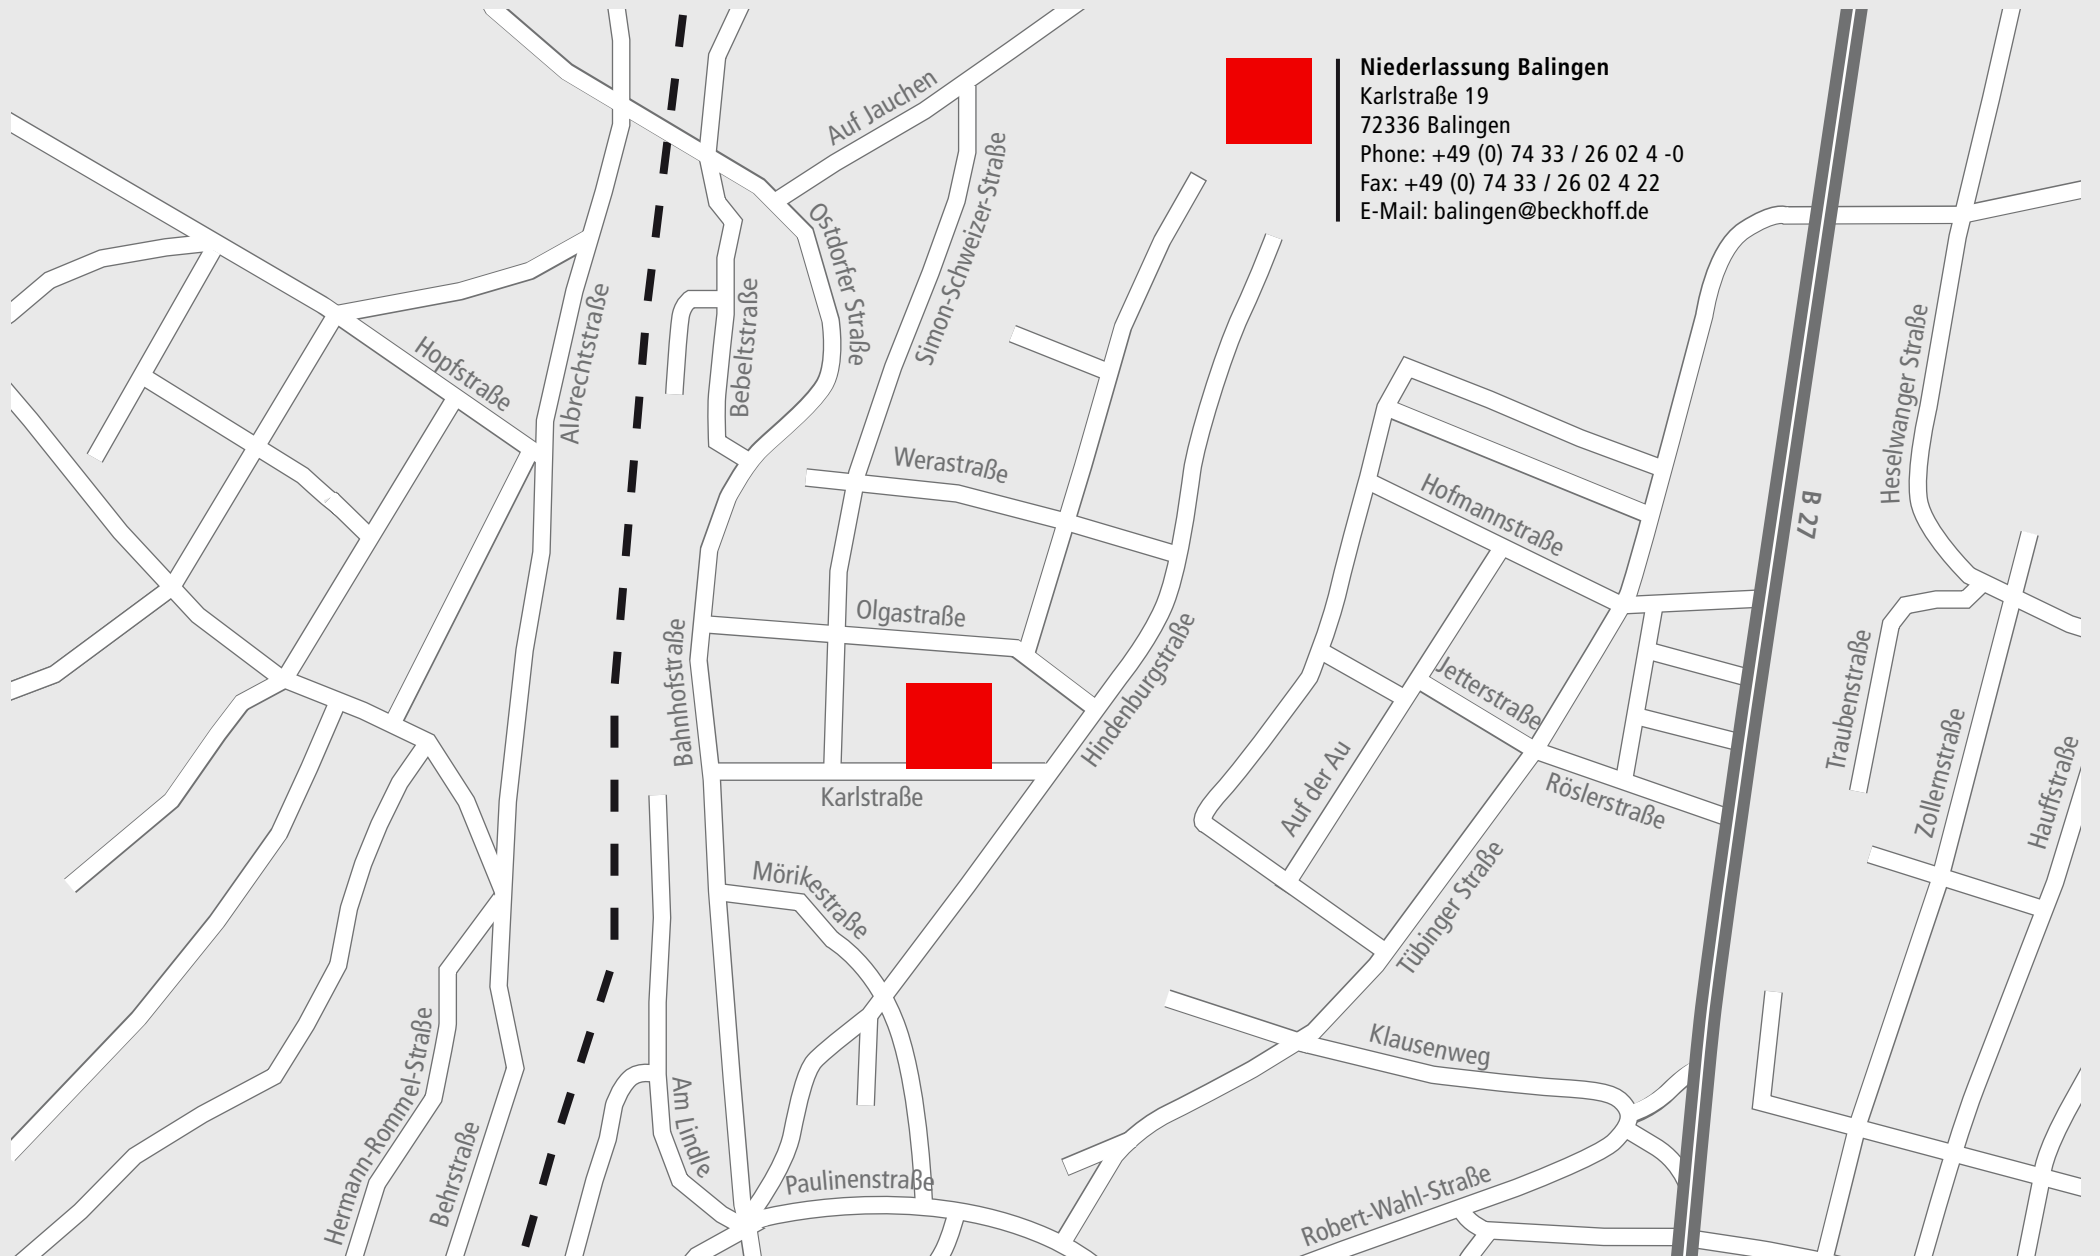 Niederlassung Balingen
Karlstraße 19
72336 Balingen
Phone: +49 (0) 74 33 / 26 02 4 -0
Fax: +49 (0) 74 33 / 26 02 4 22
E-Mail: balingen@beckhoff.de
Auf Jauchen
Simon-Schweizer-Straße
Ostdorfer Straße
Bebeltstraße
Albrechtstraße
Hopfstraße
Werastraße
Heselwanger Straße
B 27
Hofmannstraße
Olgastraße
Bahnhofstraße
Hindenburgstraße
Jetterstraße
Traubenstraße
Zollernstraße
Hauffstraße
Auf der Au
Röslerstraße
Karlstraße
Mörikestraße
Tübinger Straße
Klausenweg
Hermann-Rommel-Straße
Behrstraße
Am Lindle
Paulinenstraße
Robert-Wahl-Straße